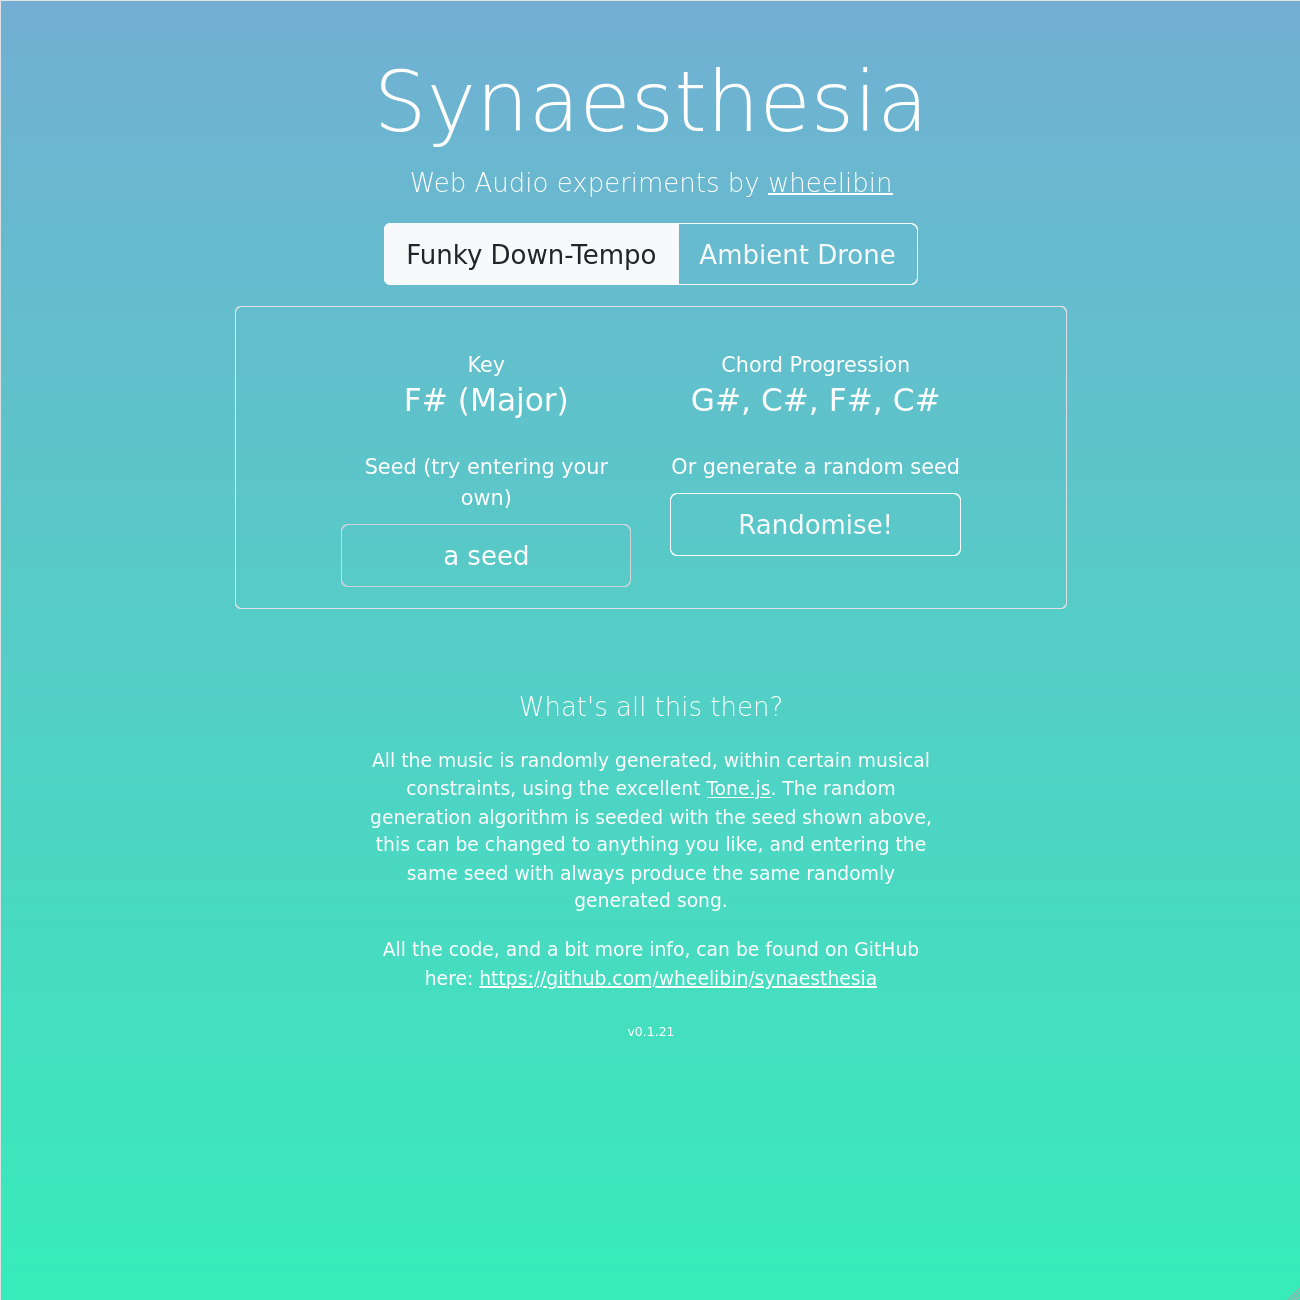 Synaesthesia
Web Audio experiments by wheelibin
Funky Down-Tempo
Ambient Drone
Key
F# (Major)
Chord Progression
G#, C#, F#, C#
Seed (try entering your
own)
a seed
Or generate a random seed
Randomise!
What's all this then?
All the music is randomly generated, within certain musical
constraints, using the excellent Tone.js. The random
generation algorithm is seeded with the seed shown above,
this can be changed to anything you like, and entering the
same seed with always produce the same randomly
generated song.
All the code, and a bit more info, can be found on GitHub
here: https://github.com/wheelibin/synaesthesia
v0.1.21